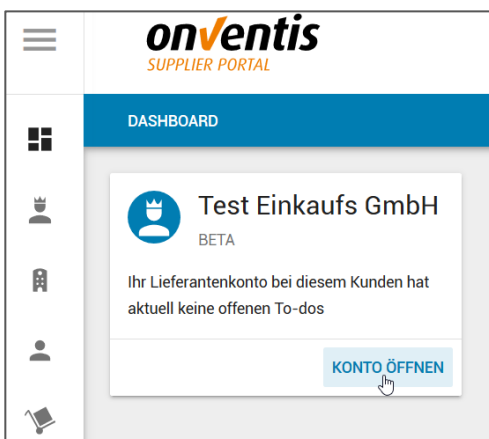 onventis
SUPPLIER PORTAL
DASHBOARD
Test Einkaufs GmbH
BETA
Ihr Lieferantenkonto bei diesem Kunden hat
aktuell keine offenen To-dos
KONTO ÖFFNEN